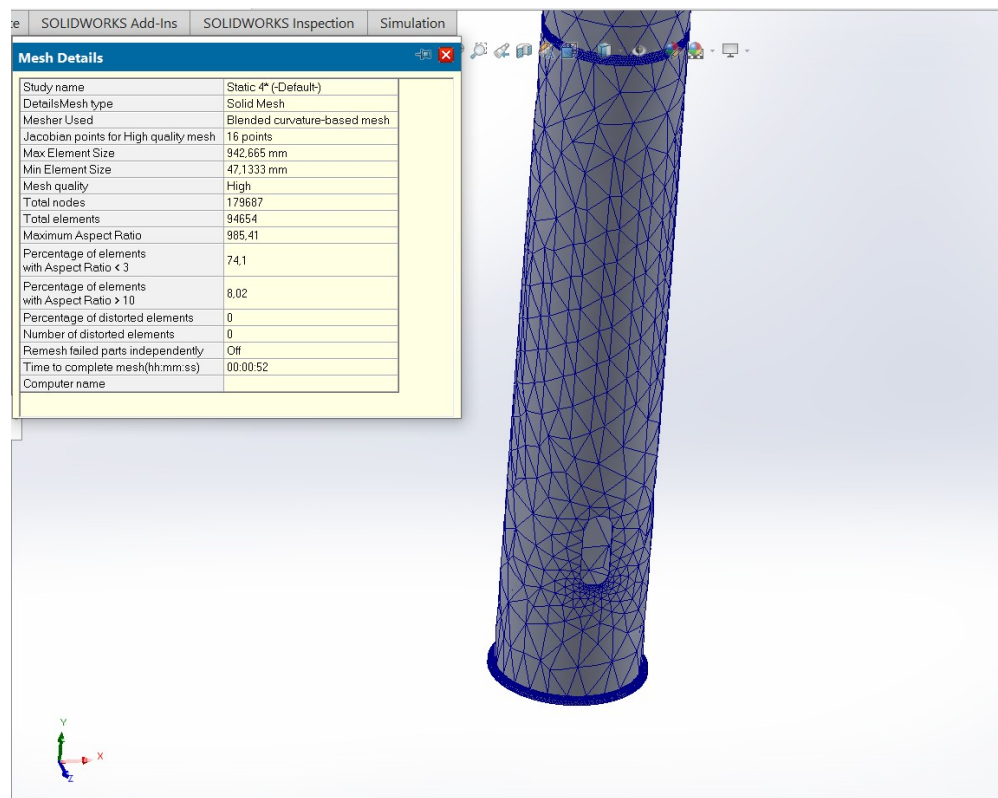 e SOLIDWORKS Add-Ins SOLIDWORKS Inspection Simulation
Mesh Details
Study name Static 4* (-Default-)
DetailsMesh type Solid Mesh
Mesher Used Blended curvature-based mesh
Jacobian points for High quality mesh 16 points
Max Element Size 942,665 mm
Min Element Size 47,1333 mm
Mesh quality High
Total nodes 179687
Total elements 94654
Maximum Aspect Ratio 985,41
Percentage of elements
with Aspect Ratio < 3 74,1
Percentage of elements
with Aspect Ratio > 10 8,02
Percentage of distorted elements 0
Number of distorted elements 0
Remesh failed parts independently Off
Time to complete mesh(hh:mm:ss) 00:00:52
Computer name
Y
X
Z